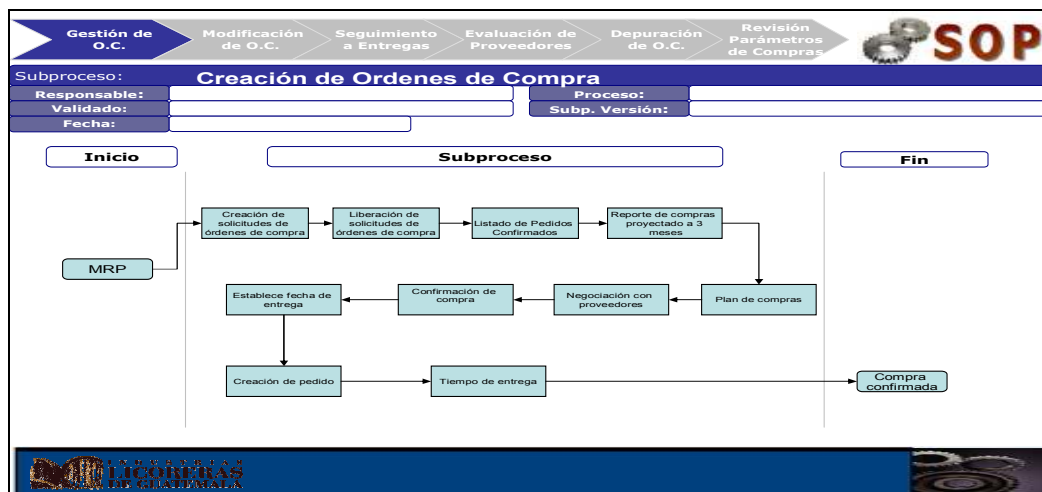 Gestión de
O.C.
Modificación
de O.C.
Seguimiento
a Entregas
Evaluación de
Proveedores
Depuración
de O.C.
Revisión
Parámetros
de Compras
SOP
Subproceso: Creación de Ordenes de Compra
Responsable: Proceso:
Validado: Subp. Versión:
Fecha:
Inicio Subproceso Fin
Creación de
solicitudes de
órdenes de compra
Liberación de
solicitudes de
órdenes de compra
Listado de Pedidos
Confirmados
Reporte de compras
proyectado a 3
meses
MRP
Establece fecha de
entrega
Confirmación de
compra
Negociación con
proveedores
Plan de compras
Creación de pedido
Tiempo de entrega
Compra
confirmada
INDUSTRIAS
LICORERAS
DE GUATEMALA